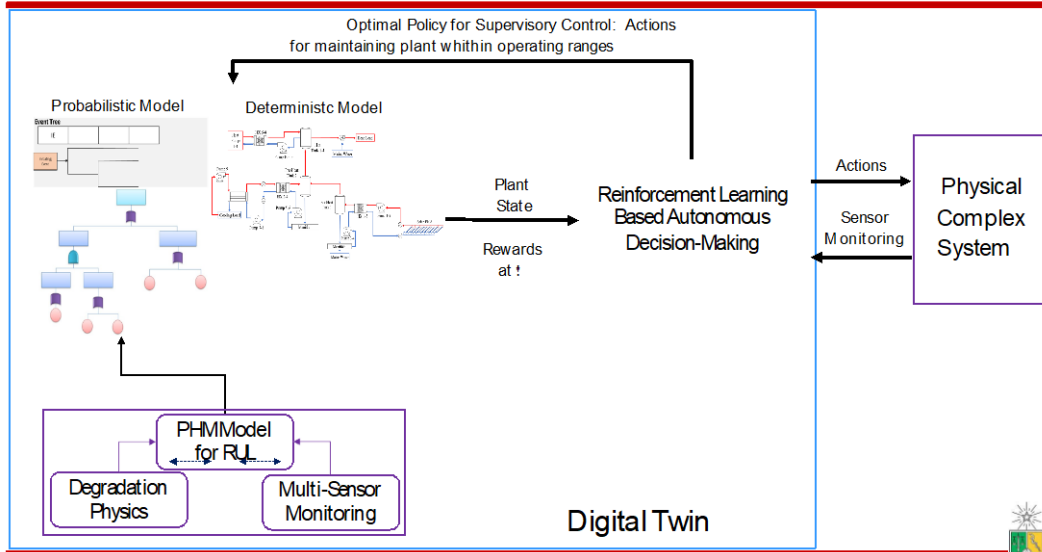 Optimal Policy for Supervisory Control: Actions
for maintaining plant whithin operating ranges
Probabilistic Model
Deterministc Model
Event Tree
Plant
State
Rewards
at t
Reinforcement Learning
Based Autonomous
Decision-Making
Actions
Sensor
Monitoring
Physical
Complex
System
PHM Model
for RUL
Degradation
Physics
Multi-Sensor
Monitoring
Digital Twin